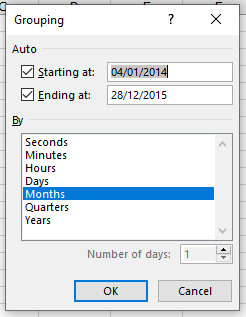 Grouping ? ×
Auto
Starting at: 04/01/2014
Ending at: 28/12/2015
By
Seconds
Minutes
Hours
Days
Months
Quarters
Years
Number of days: 1
OK Cancel